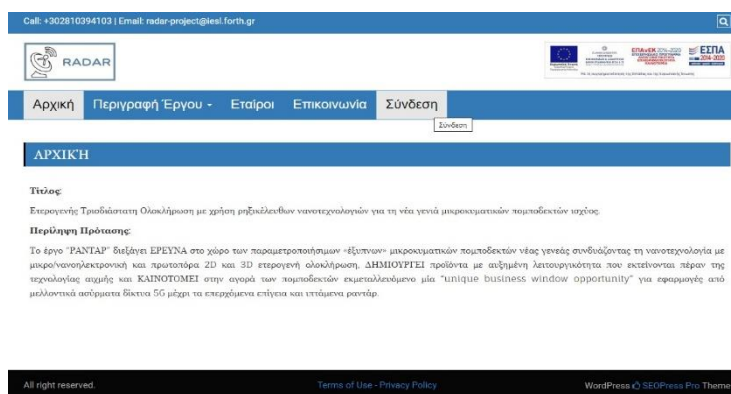 Call: +302810394103 | Email: radar-project@iesl.forth.gr
RADAR
ΕΠΑνΕΚ 2014-2020
ΕΣΠΑ
2014-2020
Αρχική Περιγραφή Έργου Εταίροι Επικοινωνία Σύνδεση
Σύνδεση
ΑΡΧΙΚΉ
Τίτλος:
Ετερογενής Τρισδιάστατη Ολοκλήρωση με χρήση ρηξικέλευθων νανοτεχνολογιών για τη νέα γενιά μικροκυματικών πομποδεκτών ισχύος.
Περίληψη Πρότασης:
Το έργο "ΡΑΝΤΑΡ" διεξάγει ΕΡΕΥΝΑ στο χώρο των παραμετροποιήσιμων «έξυπνων» μικροκυματικών πομποδεκτών νέας γενεάς συνδυάζοντας τη νανοτεχνολογία με
μικρο/νανοηλεκτρονική και πρωτοπόρα 2D και 3D ετερογενή ολοκλήρωση, ΔΗΜΙΟΥΡΓΕΙ προϊόντα με αυξημένη λειτουργικότητα που εκτείνονται πέραν της
τεχνολογίας αιχμής και ΚΑΙΝΟΤΟΜΕΙ στην αγορά των πομποδεκτών εκμεταλλευόμενο μία "unique business window opportunity" για εφαρμογές από
μελλοντικά ασύρματα δίκτυα 5G μέχρι τα επερχόμενα επίγεια και ιπτάμενα ραντάρ.
All right reserved.
Terms of Use - Privacy Policy
WordPress SEOPress Pro Theme